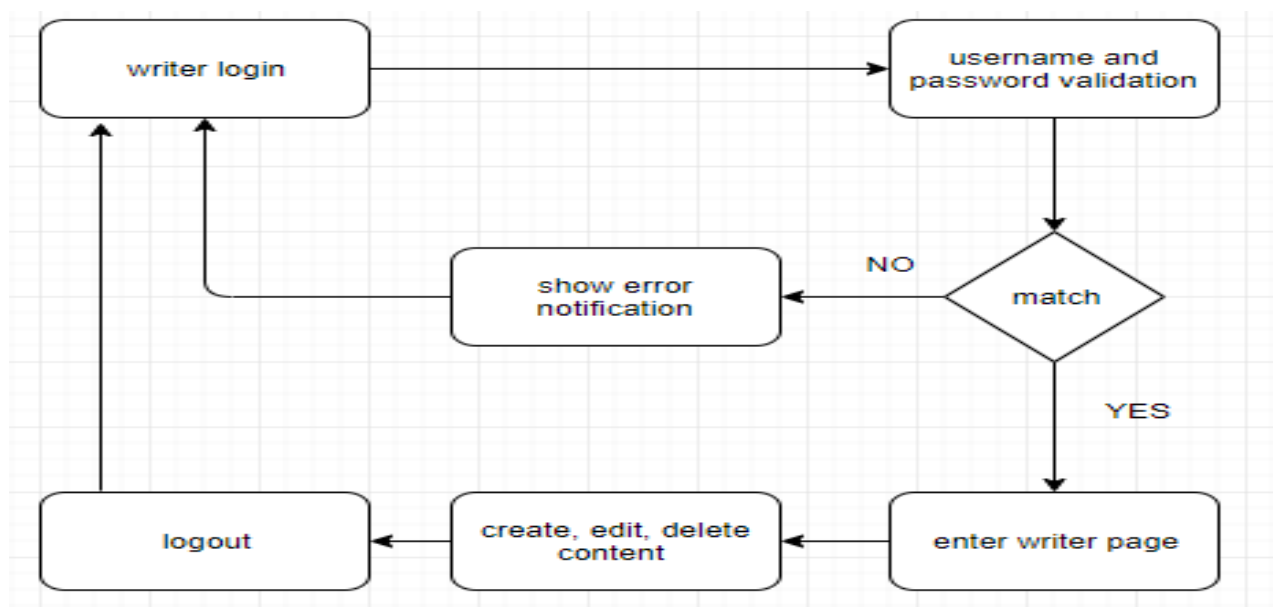 writer login
username and
password validation
NO
show error
notification
match
YES
logout
create, edit, delete
content
enter writer page